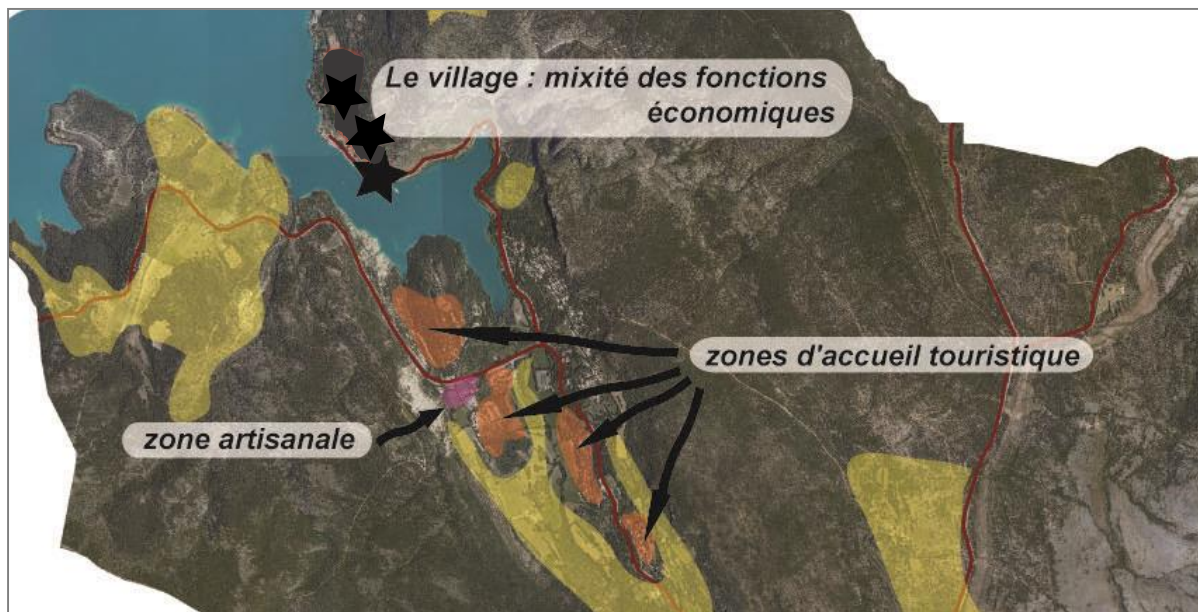 Le village : mixité des fonctions
économiques
zones d'accueil touristique
zone artisanale